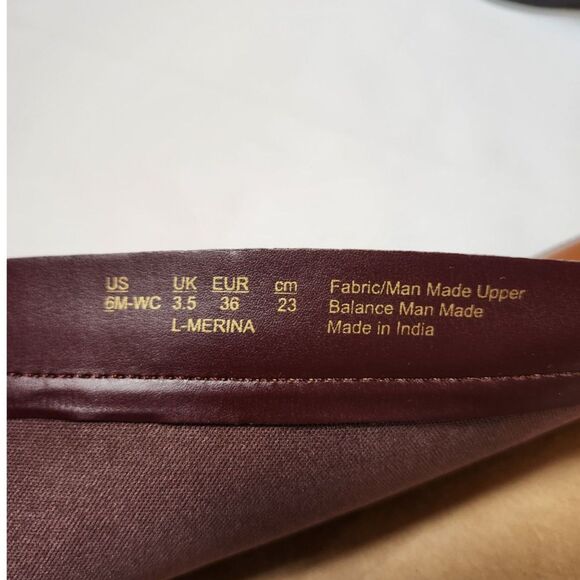 US UK EUR cm Fabric/Man Made Upper
6M-WC 3.5 36 23 Balance Man Made
L-MERINA Made in India